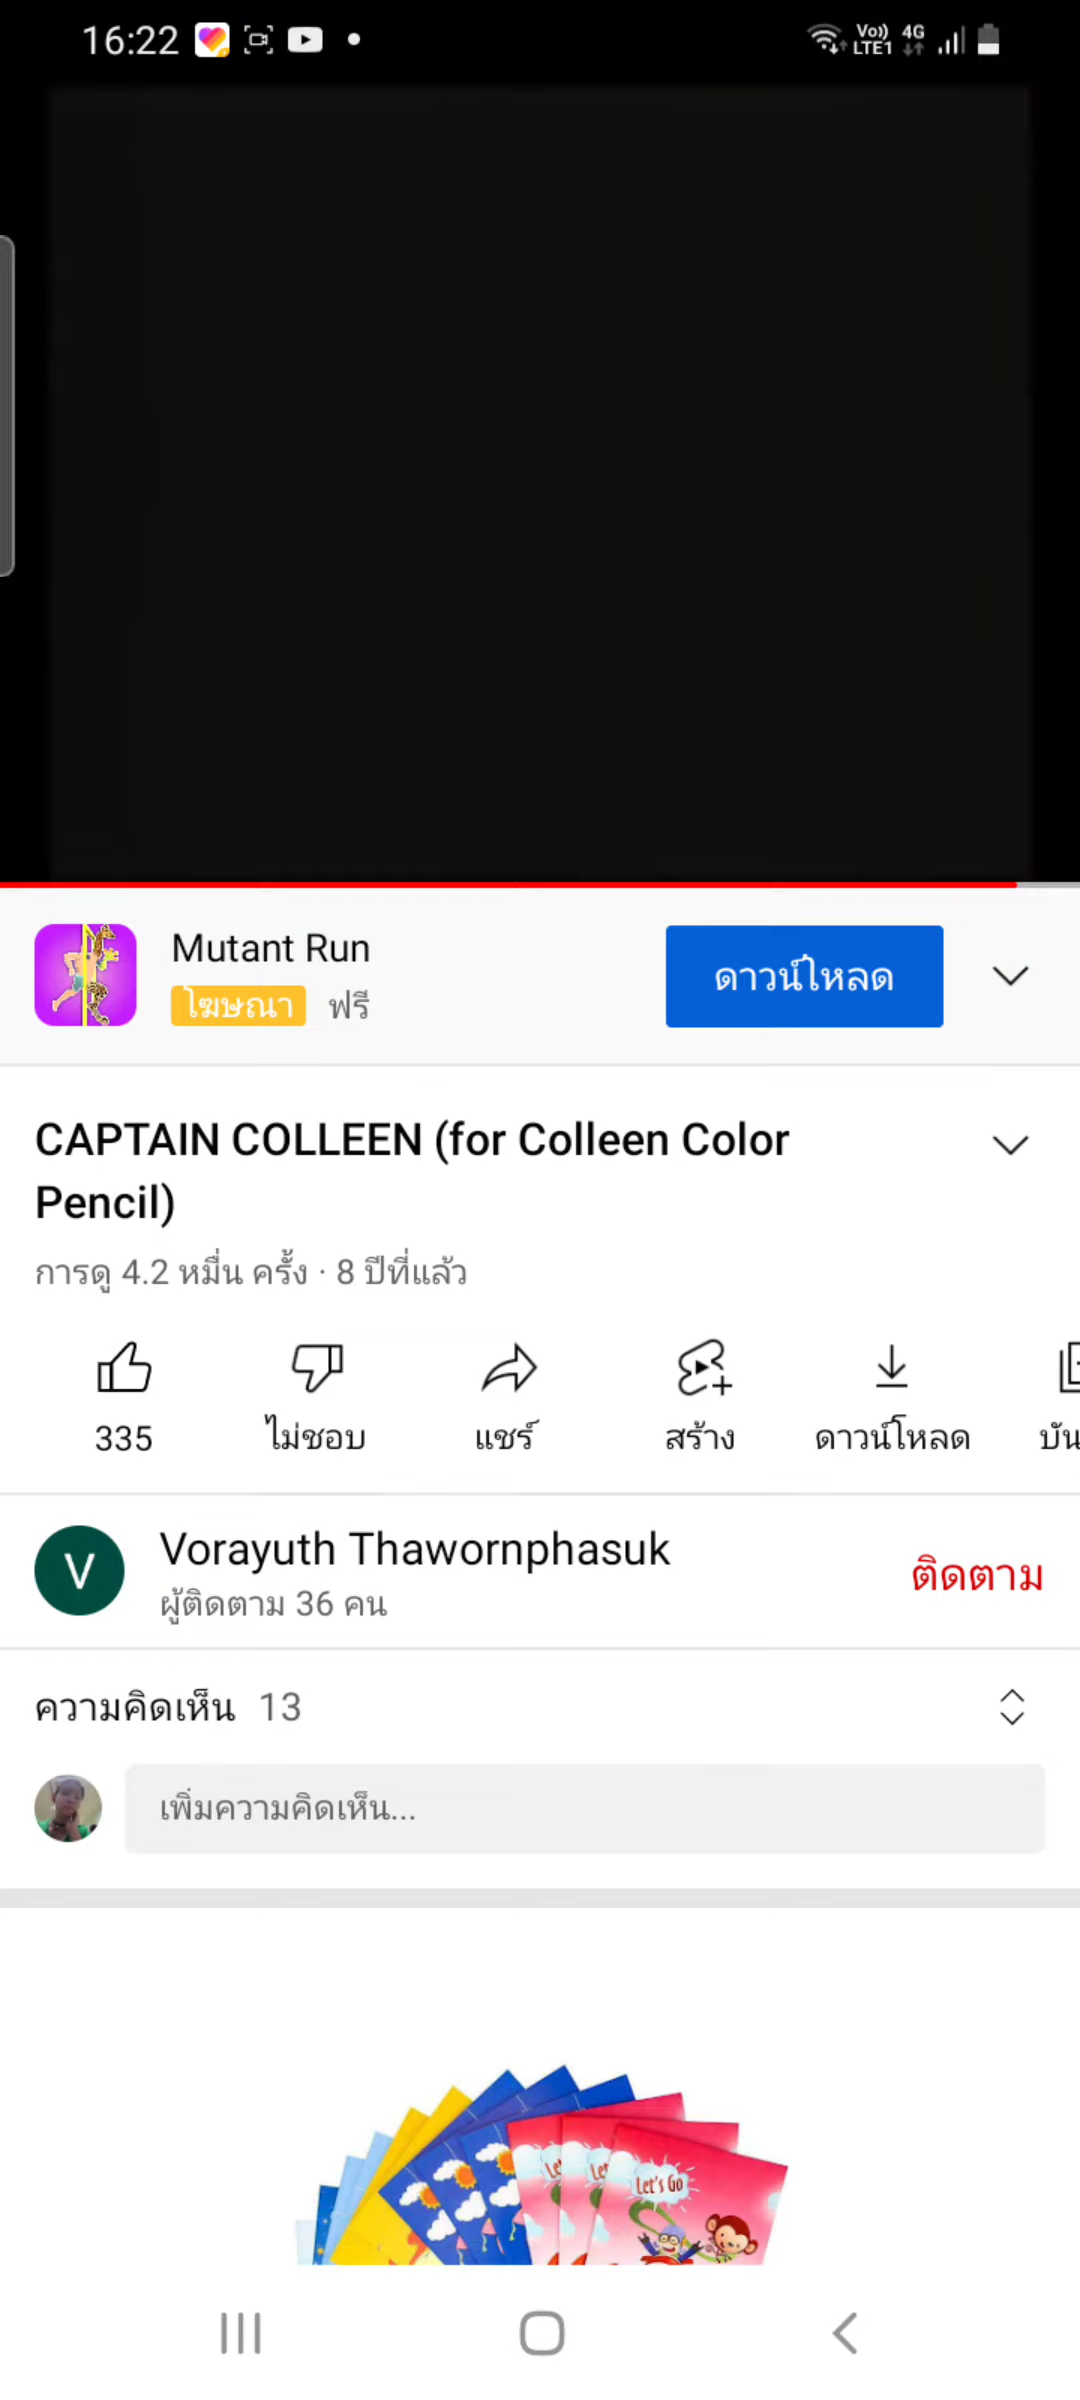 16:22
Vo))
LTE1
4G
Mutant Run
โฆษณา ฟรี
ดาวน์โหลด
CAPTAIN COLLEEN (for Colleen Color
Pencil)
การดู 4.2 หมื่น ครั้ง · 8 ปีที่แล้ว
335
ไม่ชอบ
แชร์
สร้าง
ดาวน์โหลด
บัน
V
Vorayuth Thawornphasuk
ผู้ติดตาม 36 คน
ติดตาม
ความคิดเห็น 13
เพิ่มความคิดเห็น...
Le
Le
Let's Go